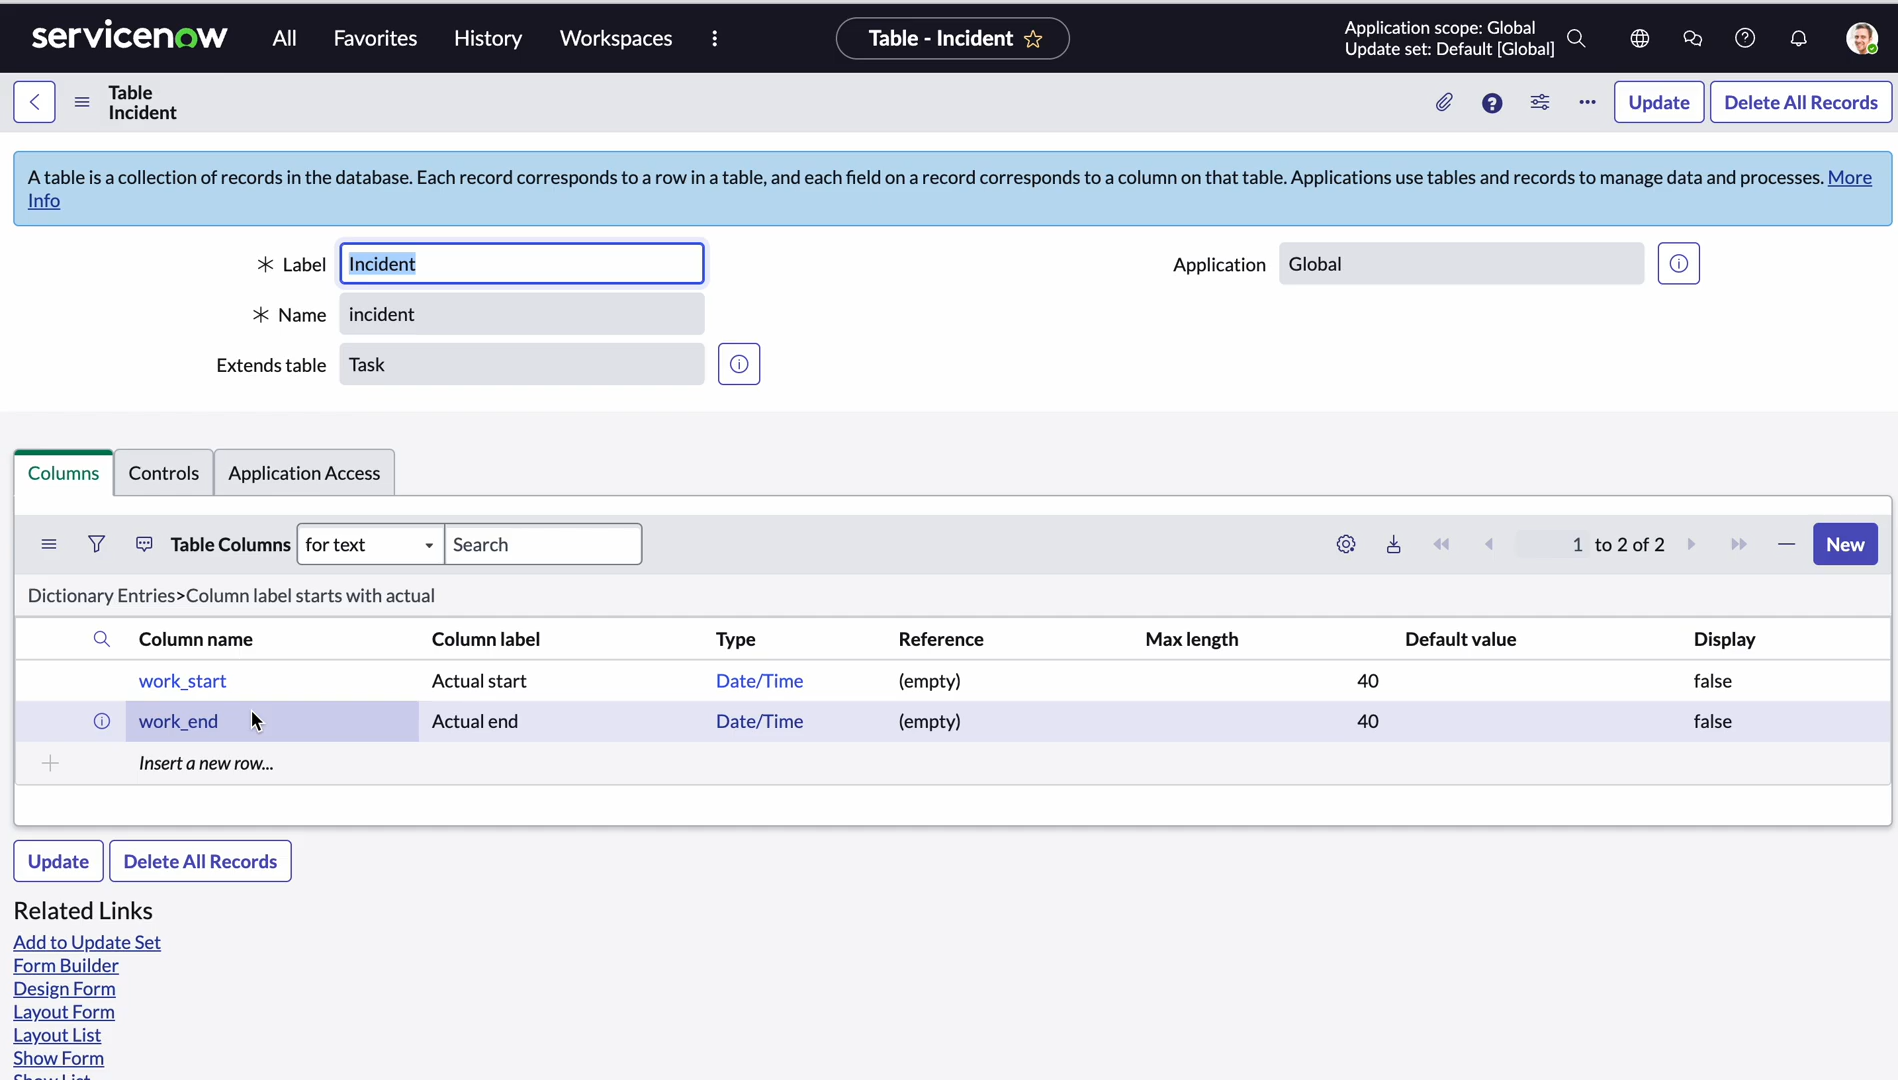 servicenow All Favorites History Workspaces Table - Incident Application scope: Global
Update set: Default [Global]
Table
Incident
Update Delete All Records
A table is a collection of records in the database. Each record corresponds to a row in a table, and each field on a record corresponds to a column on that table. Applications use tables and records to manage data and processes. More
Info
Label Incident Application Global
Name incident
Extends table Task
Columns Controls Application Access
Table Columns for text Search 1 to 2 of 2 New
Dictionary Entries>Column label starts with actual
Column name Column label Type Reference Max length Default value Display
work_start Actual start Date/Time (empty) 40 false
work_end Actual end Date/Time (empty) 40 false
Insert a new row...
Update Delete All Records
Related Links
Add to Update Set
Form Builder
Design Form
Layout Form
Layout List
Show Form
Show List